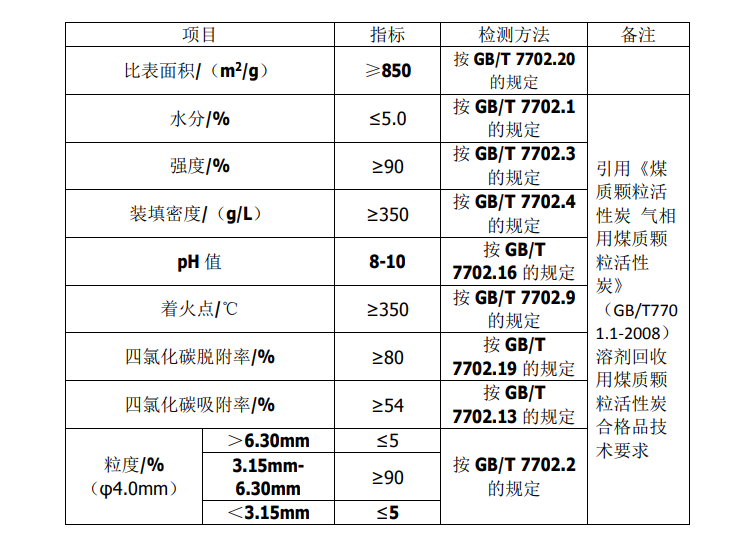 项目 指标 检测方法 备注
比表面积/（m²/g） ≥850 按 GB/T 7702.20
的规定
水分/% ≤5.0 按 GB/T 7702.1
的规定
强度/% ≥90 按 GB/T 7702.3
的规定
装填密度/（g/L） ≥350 按 GB/T 7702.4
的规定
pH 值 8-10 按 GB/T
7702.16 的规定
着火点/℃ ≥350 按 GB/T 7702.9
的规定
四氯化碳脱附率/% ≥80 按 GB/T
7702.19 的规定
四氯化碳吸附率/% ≥54 按 GB/T
7702.13 的规定
粒度/%
（φ4.0mm）
＞6.30mm ≤5
3.15mm-
6.30mm
≥90
＜3.15mm ≤5
按 GB/T 7702.2
的规定
引用《煤
质颗粒活
性炭 气相
用煤质颗
粒活性
炭》
（GB/T770
1.1-2008）
溶剂回收
用煤质颗
粒活性炭
合格品技
术要求